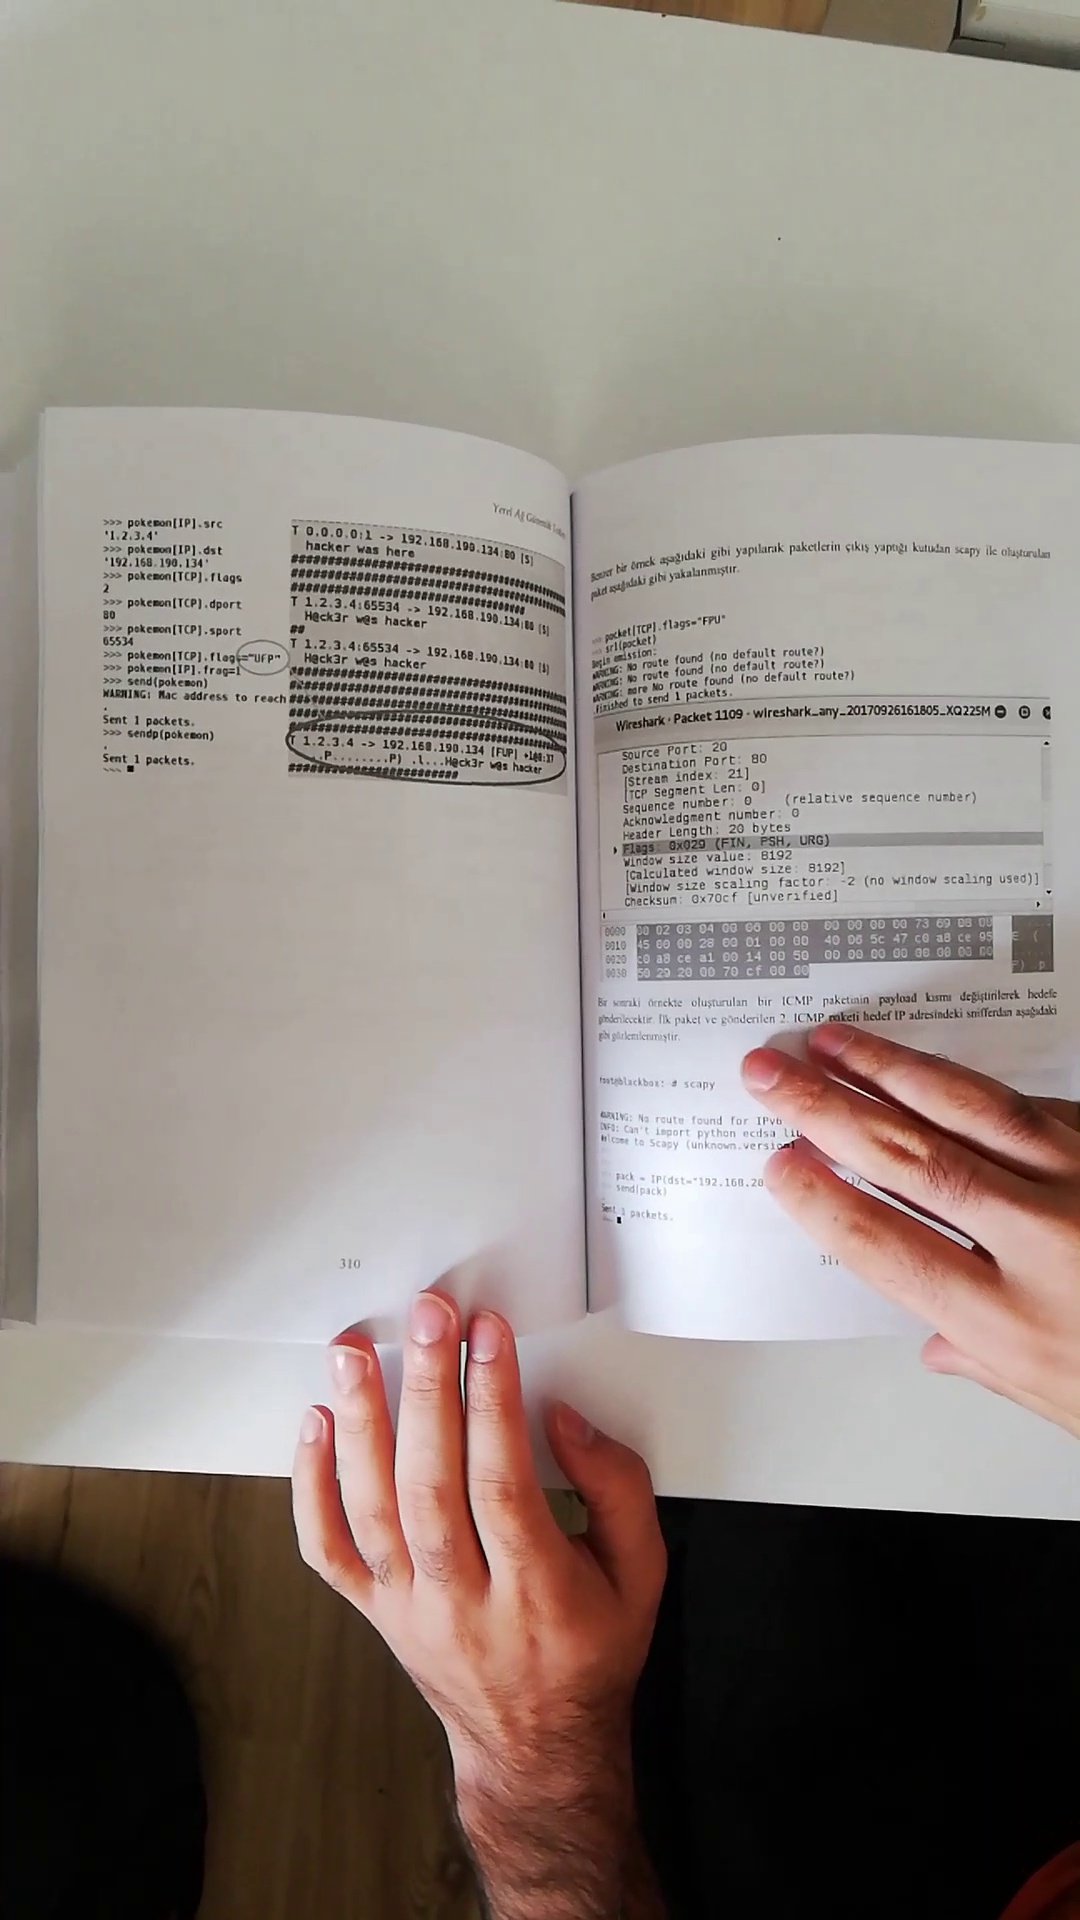 Yerel Ağ Güvenlik
>>> pokemon[IP].src
'1.2.3.4'
>>> pokemon[IP].dst
'192.168.190.134'
>>> pokemon[TCP].flags
2
>>> pokemon[TCP].dport
80
>>> pokemon[TCP].sport
65534
>>> pokemon[TCP].flags="UFP"
>>> pokemon[IP].frag=1
>>> send(pokemon)
WARNING: Mac address to reach
.
Sent 1 packets.
>>> sendp(pokemon)
.
Sent 1 packets.
T 0.0.0.0:1 -> 192.168.190.134:80 [S]
hacker was here
T 1.2.3.4:65534 -> 192.168.190.134:80 [S]
H@ck3r w@s hacker
##
T 1.2.3.4:65534 -> 192.168.190.134:80 [S]
H@ck3r w@s hacker
T 1.2.3.4 -> 192.168.190.134 [FUP]
..P........P) .l...H@ck3r w@s hacker
310
Benzer bir örnek aşağıdaki gibi yapılarak paketlerin çıkış yaptığı kutudan scapy ile oluşturulan
paket aşağıdaki gibi yakalanmıştır.
pocket[TCP].flags="FPU"
sr1(pocket)
Begin emission:
WARNING: No route found (no default route?)
WARNING: No route found (no default route?)
WARNING: more No route found (no default route?)
Finished to send 1 packets.
Wireshark · Packet 1109 · wireshark_any_20170926161805_XQ22SM
Source Port: 20
Destination Port: 80
[Stream index: 21]
[TCP Segment Len: 0]
Sequence number: 0 (relative sequence number)
Acknowledgment number: 0
Header Length: 20 bytes
Flags: 0x029 (FIN, PSH, URG)
Window size value: 8192
[Calculated window size: 8192]
[Window size scaling factor: -2 (no window scaling used)]
Checksum: 0x70cf [unverified]
0000 00 02 03 04 00 00 00 00 00 00 00 00 73 69 08 00
0010 45 00 00 28 00 01 00 00 40 06 5c 47 c0 a8 ce 95 E (
0020 c0 a8 ce a1 00 14 00 50 00 00 00 00 00 00 00 00
0030 50 29 20 00 70 cf 00 00 P) p
Bir sonraki örnekte oluşturulan bir ICMP paketinin payload kısmı değiştirilerek hedefe
gönderilecektir. İlk paket ve gönderilen 2. ICMP paketi hedef IP adresindeki snifferdan aşağıdaki
gibi gözlemlenmiştir.
root@blackbox: # scapy
WARNING: No route found for IPv6
INFO: Can't import python ecdsa lib
Welcome to Scapy (unknown.version)
pack = IP(dst="192.168.20
send(pack)
.
Sent 1 packets.
311